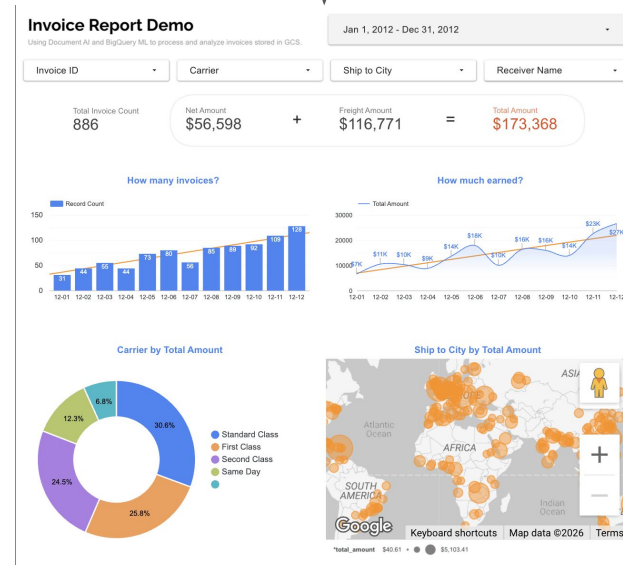 Invoice Report Demo
Using Document AI and BigQuery ML to process and analyze invoices stored in GCS.
Jan 1, 2012 - Dec 31, 2012
Invoice ID
Carrier
Ship to City
Receiver Name
Total Invoice Count
886
Net Amount
$56,598
+
Freight Amount
$116,771
=
Total Amount
$173,368
How many invoices?
Record Count
150
100
50
0
31
44
55
44
73
80
56
85
89
92
109
128
12-01 12-02 12-03 12-04 12-05 12-06 12-07 12-08 12-09 12-10 12-11 12-12
How much earned?
Total Amount
30000
20000
10000
0
$7K
$11K
$10K
$9K
$14K
$18K
$10K
$16K
$16K
$14K
$23K
$27K
12-01 12-02 12-03 12-04 12-05 12-06 12-07 12-08 12-09 12-10 12-11 12-12
Carrier by Total Amount
30.6%
25.8%
24.5%
12.3%
6.8%
Standard Class
First Class
Second Class
Same Day
Ship to City by Total Amount
ASIA
Atlantic
Ocean
AFRICA
SOUTH
AMERICA
Indian
Ocean
+
Google
Keyboard shortcuts
Map data ©2026
Terms
*total_amount $40.61 $5,103.41